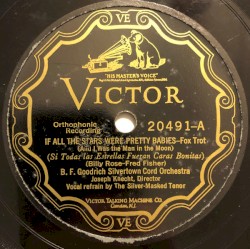 VE
"HIS MASTER'S VOICE"
VICTOR
Orthophonic
Recording
20491-A
IF ALL THE STARS WERE PRETTY BABIES-Fox Trot
(And I Was the Man in the Moon)
(Si Todas las Estrellas Fueran Caras Bonitas)
(Billy Rose-Fred Fisher)
B. F. Goodrich Silvertown Cord Orchestra
Joseph Knecht, Director
Vocal refrain by The Silver-Masked Tenor
VICTOR TALKING MACHINE CO.
Camden, N.J.
VE